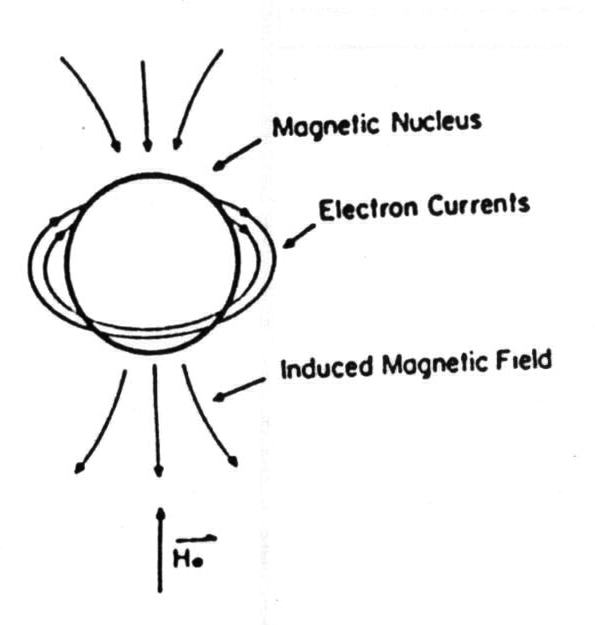 Magnetic Nucleus
Electron Currents
Induced Magnetic Field
H₀